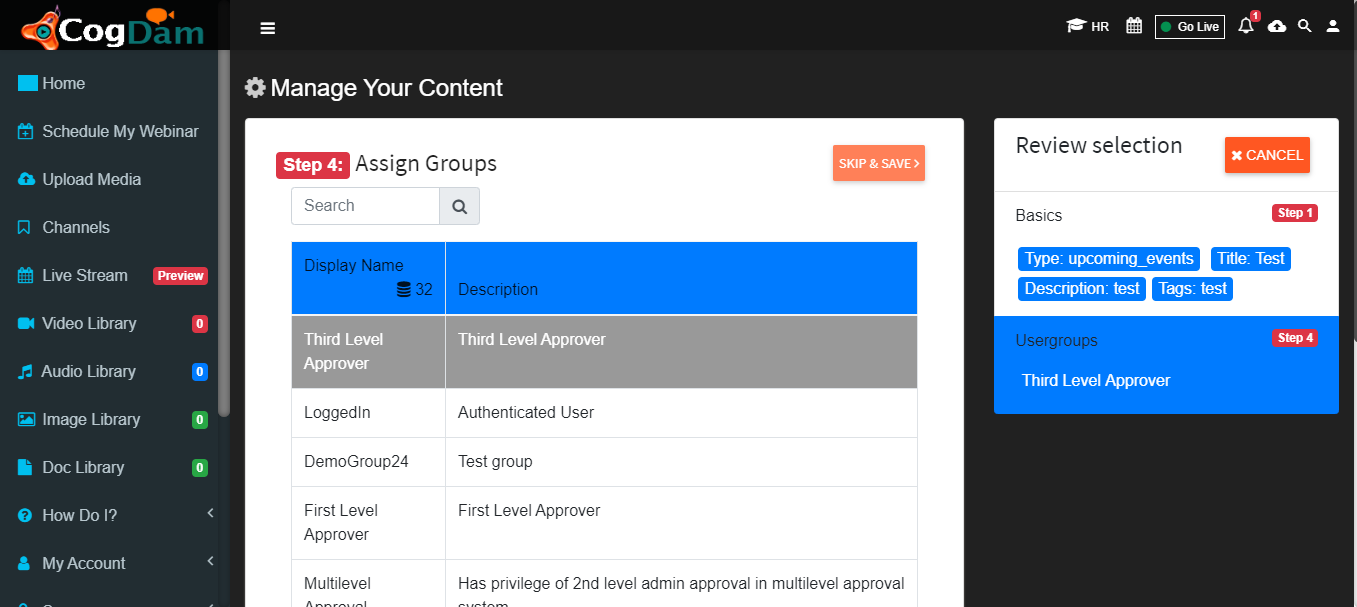 CogDam
HR
Go Live
1
Home
Schedule My Webinar
Upload Media
Channels
Live Stream Preview
Video Library 0
Audio Library 0
Image Library 0
Doc Library 0
How Do I?
My Account
Manage Your Content
Step 4: Assign Groups
SKIP & SAVE
Search
Display Name
32 Description
Third Level
Approver
Third Level Approver
LoggedIn Authenticated User
DemoGroup24 Test group
First Level
Approver
First Level Approver
Multilevel
Approval
Has privilege of 2nd level admin approval in multilevel approval
system
Review selection
CANCEL
Basics Step 1
Type: upcoming_events Title: Test
Description: test Tags: test
Usergroups Step 4
Third Level Approver